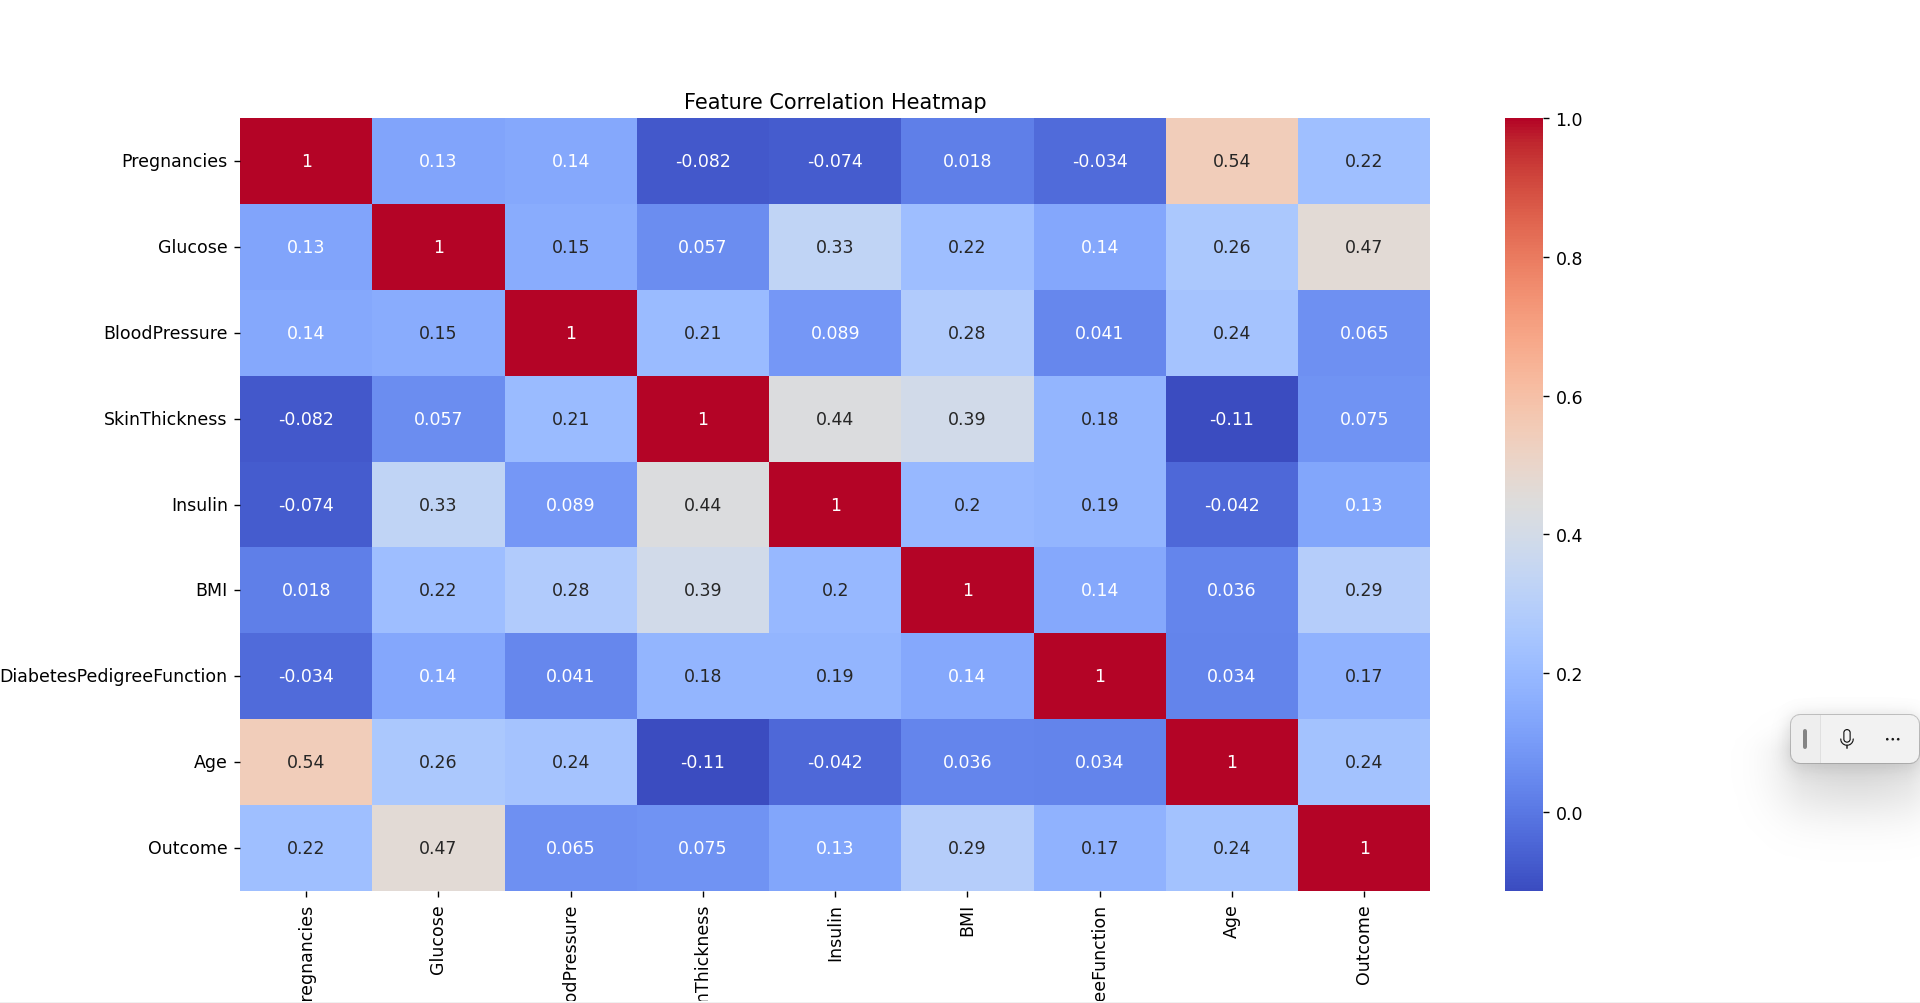 Feature Correlation Heatmap
Pregnancies 1 0.13 0.14 -0.082 -0.074 0.018 -0.034 0.54 0.22
Glucose 0.13 1 0.15 0.057 0.33 0.22 0.14 0.26 0.47
BloodPressure 0.14 0.15 1 0.21 0.089 0.28 0.041 0.24 0.065
SkinThickness -0.082 0.057 0.21 1 0.44 0.39 0.18 -0.11 0.075
Insulin -0.074 0.33 0.089 0.44 1 0.2 0.19 -0.042 0.13
BMI 0.018 0.22 0.28 0.39 0.2 1 0.14 0.036 0.29
DiabetesPedigreeFunction -0.034 0.14 0.041 0.18 0.19 0.14 1 0.034 0.17
Age 0.54 0.26 0.24 -0.11 -0.042 0.036 0.034 1 0.24
Outcome 0.22 0.47 0.065 0.075 0.13 0.29 0.17 0.24 1
regnancies
Glucose
odPressure
nThickness
Insulin
BMI
eeFunction
Age
Outcome
1.0
0.8
0.6
0.4
0.2
0.0